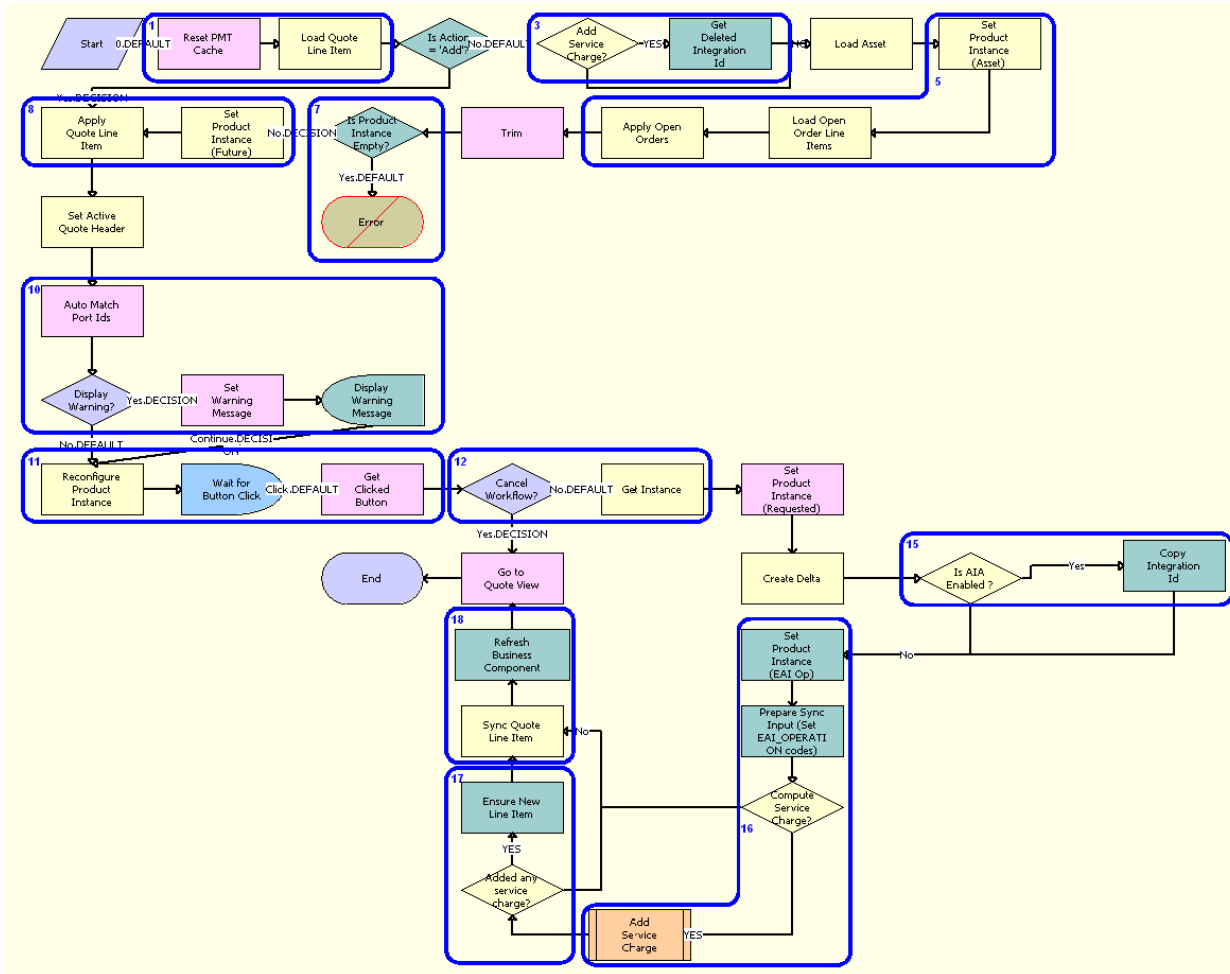 1
3
Start
0.DEFAULT
Reset PMT
Cache
Load Quote
Line Item
Is Action
= 'Add'?
No.DEFAULT
Add
Service
Charge?
YES
Get
Deleted
Integration
Id
Load Asset
Set
Product
Instance
(Asset)
5
Yes.DECISION
8
Apply
Quote Line
Item
Set
Product
Instance
(Future)
No.DECISION
7
Is Product
Instance
Empty?
Trim
Apply Open
Orders
Load Open
Order Line
Items
Yes.DEFAULT
Error
Set Active
Quote Header
10
Auto Match
Port Ids
Display
Warning?
Yes.DECISION
Set
Warning
Message
Display
Warning
Message
No.DEFAULT
Continue.DECISI
ON
11
Reconfigure
Product
Instance
Wait for
Button Click
Click.DEFAULT
Get
Clicked
Button
12
Cancel
Workflow?
No.DEFAULT
Get Instance
Set
Product
Instance
(Requested)
Yes.DECISION
End
Go to
Quote View
Create Delta
15
Is AIA
Enabled ?
Yes
Copy
Integration
Id
18
Refresh
Business
Component
Set
Product
Instance
(EAI Op)
No
Sync Quote
Line Item
No
Prepare Sync
Input (Set
EAI_OPERATI
ON codes)
17
Ensure New
Line Item
Compute
Service
Charge?
16
YES
Added any
service
charge?
Add
Service
Charge
YES